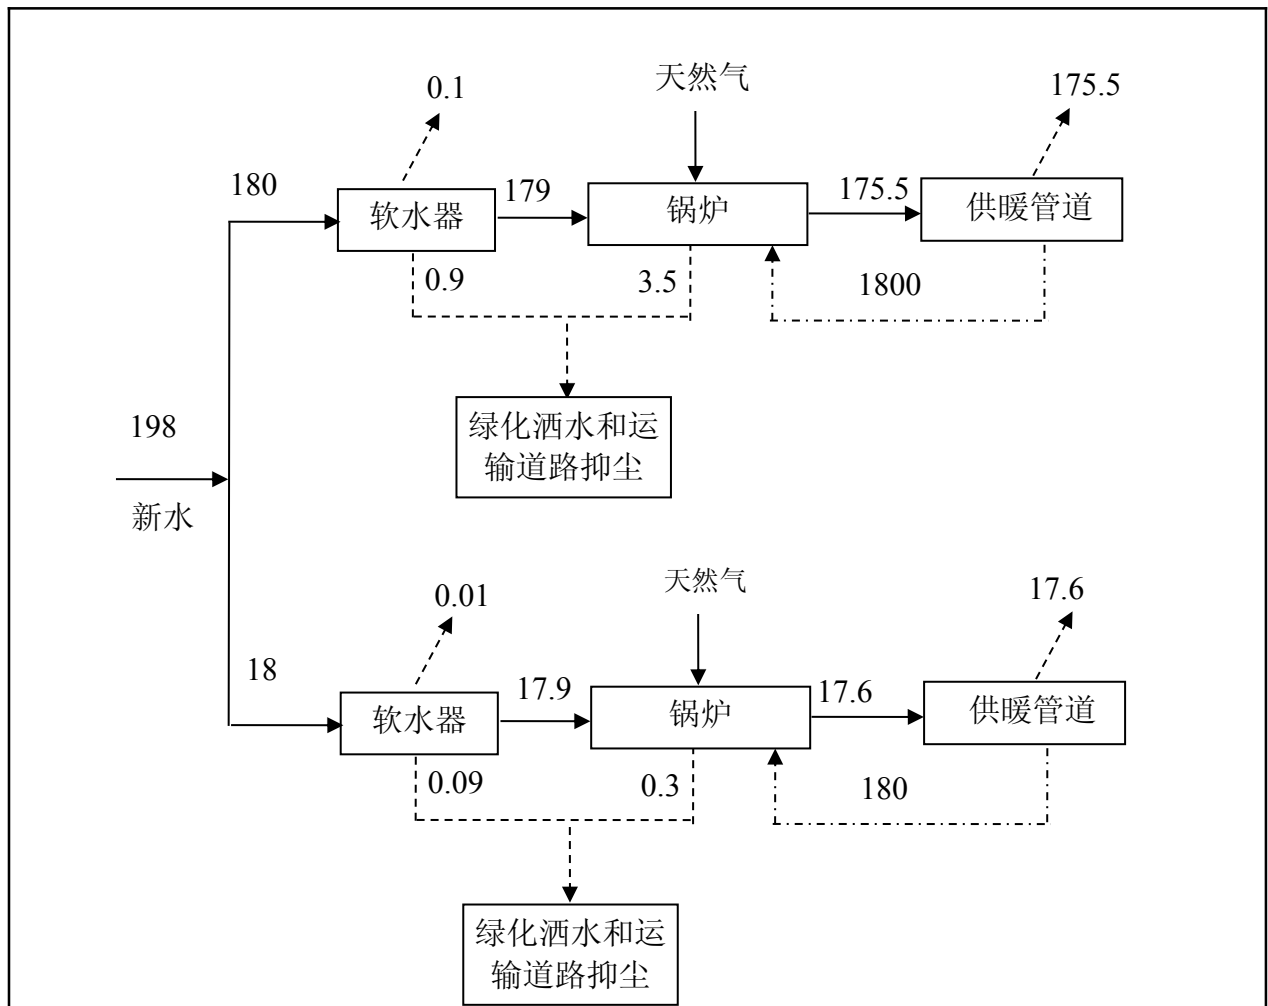 天然气
0.1
175.5
180
软水器
179
锅炉
175.5
供暖管道
0.9
3.5
1800
绿化洒水和运
输道路抑尘
198
新水
天然气
0.01
17.6
18
软水器
17.9
锅炉
17.6
供暖管道
0.09
0.3
180
绿化洒水和运
输道路抑尘